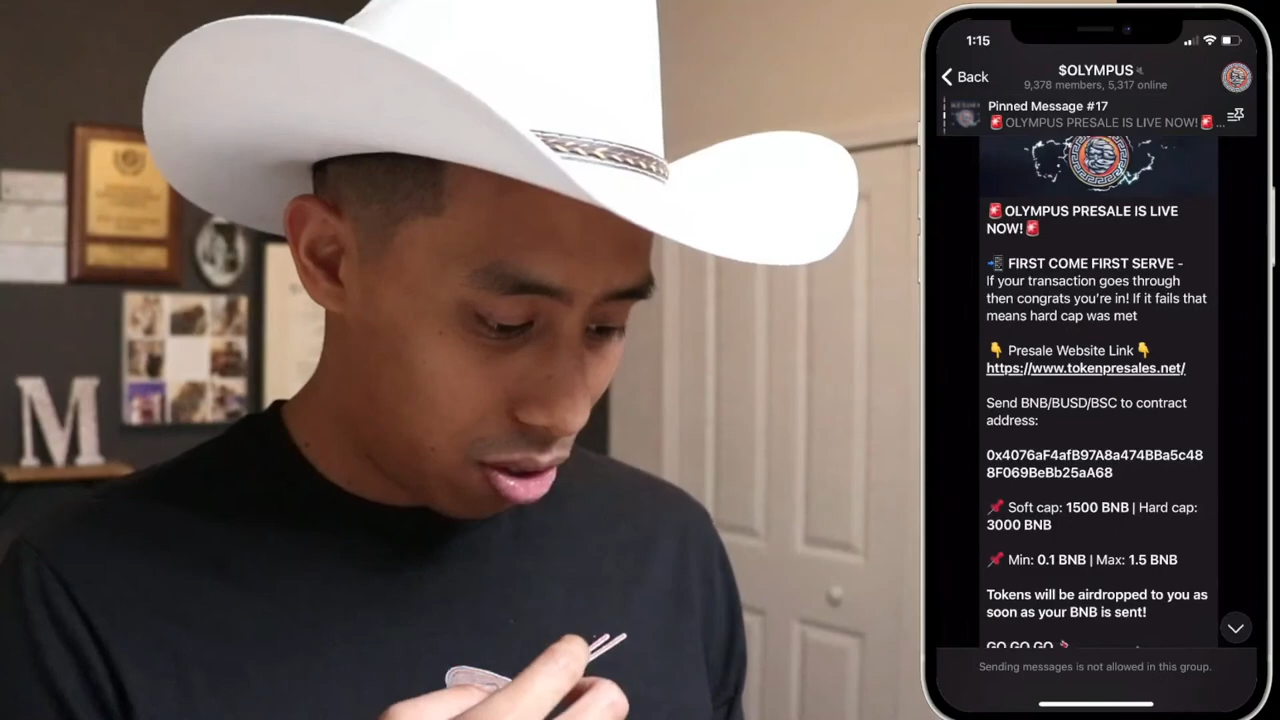 M
1:15
Back
$OLYMPUS
9,378 members, 5,317 online
Pinned Message #17
🚨OLYMPUS PRESALE IS LIVE NOW!🚨...
🚨OLYMPUS PRESALE IS LIVE
NOW!🚨
📲 FIRST COME FIRST SERVE -
If your transaction goes through
then congrats you're in! If it fails that
means hard cap was met
👇 Presale Website Link 👇
https://www.tokenpresales.net/
Send BNB/BUSD/BSC to contract
address:
0x4076aF4afB97A8a474BBa5c48
8F069BeBb25aA68
📌 Soft cap: 1500 BNB | Hard cap:
3000 BNB
📌 Min: 0.1 BNB | Max: 1.5 BNB
Tokens will be airdropped to you as
soon as your BNB is sent!
GO GO GO 🚀
Sending messages is not allowed in this group.